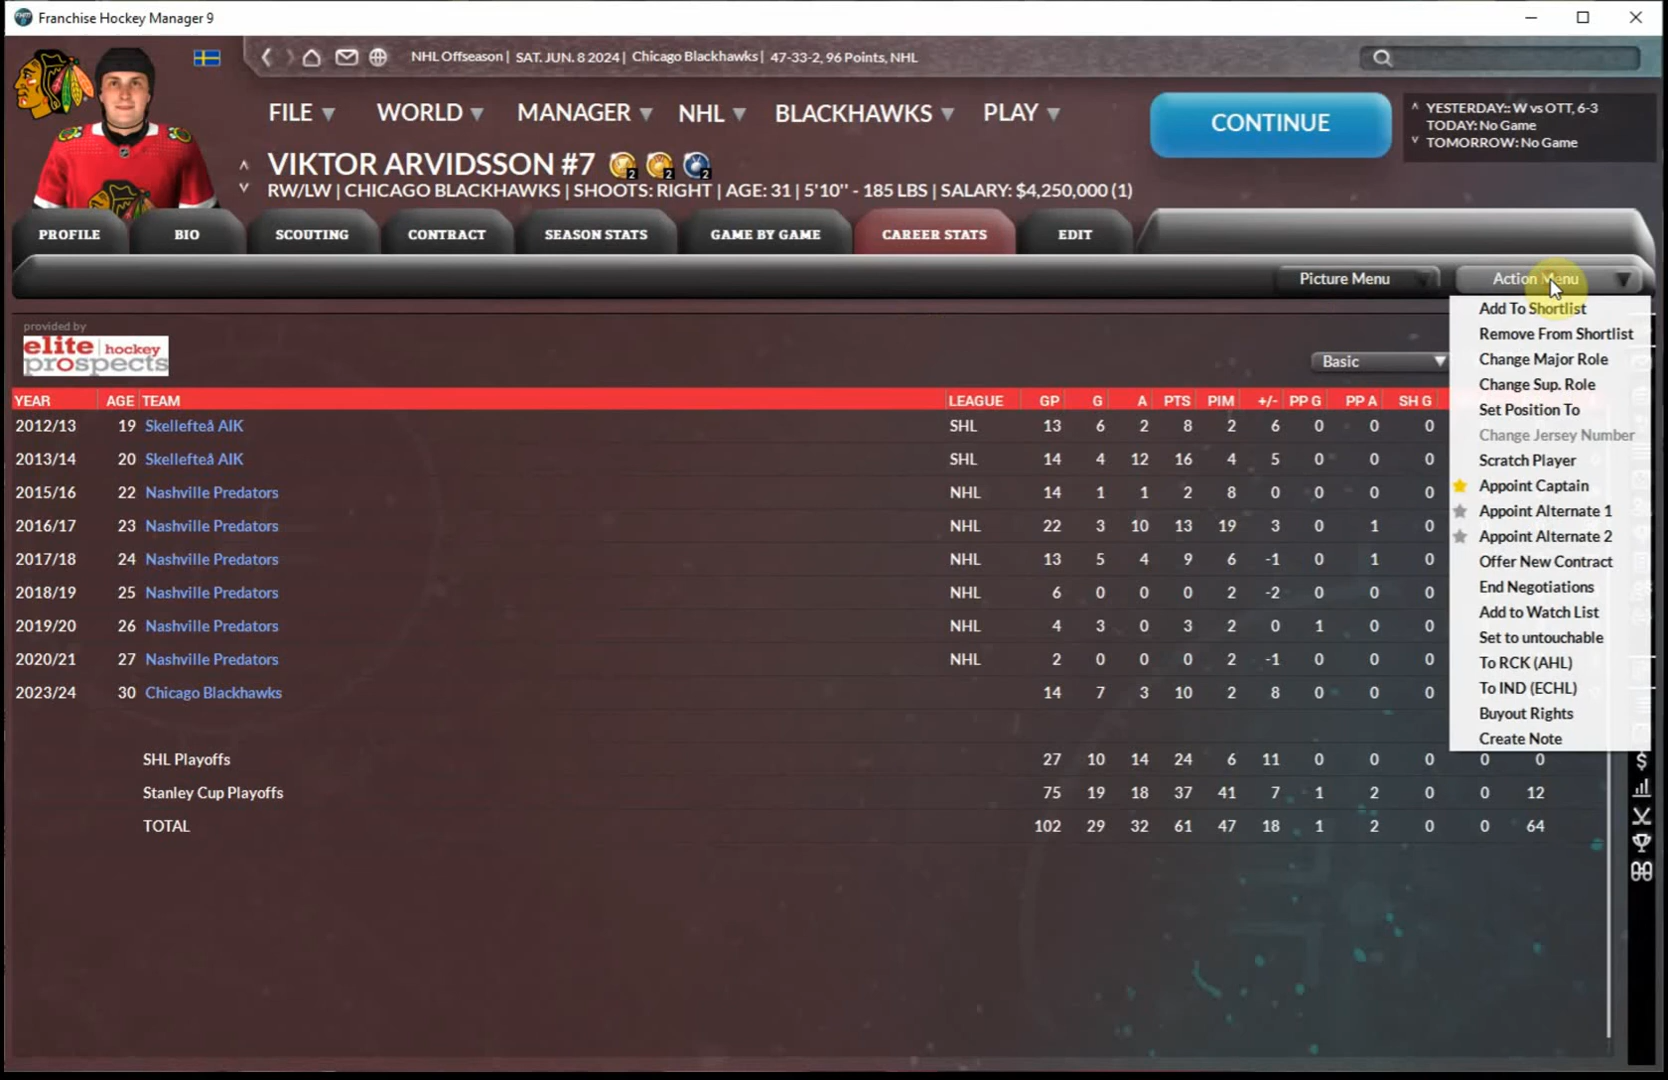 Franchise Hockey Manager 9
NHL Offseason | SAT. JUN. 8 2024 | Chicago Blackhawks | 47-33-2, 96 Points, NHL
FILE WORLD MANAGER NHL BLACKHAWKS PLAY
CONTINUE
YESTERDAY:: W vs OTT, 6-3
TODAY: No Game
TOMORROW: No Game
VIKTOR ARVIDSSON #7 2 2 2
RW/LW | CHICAGO BLACKHAWKS | SHOOTS: RIGHT | AGE: 31 | 5'10'' - 185 LBS | SALARY: $4,250,000 (1)
PROFILE BIO SCOUTING CONTRACT SEASON STATS GAME BY GAME CAREER STATS EDIT
Picture Menu Action Menu
provided by
elite hockey
prospects
Basic
Add To Shortlist
Remove From Shortlist
Change Major Role
Change Sup. Role
Set Position To
Change Jersey Number
Scratch Player
Appoint Captain
Appoint Alternate 1
Appoint Alternate 2
Offer New Contract
End Negotiations
Add to Watch List
Set to untouchable
To RCK (AHL)
To IND (ECHL)
Buyout Rights
Create Note
YEAR AGE TEAM LEAGUE GP G A PTS PIM +/- PP G PP A SH G
2012/13 19 Skellefteå AIK SHL 13 6 2 8 2 6 0 0 0
2013/14 20 Skellefteå AIK SHL 14 4 12 16 4 5 0 0 0
2015/16 22 Nashville Predators NHL 14 1 1 2 8 0 0 0 0
2016/17 23 Nashville Predators NHL 22 3 10 13 19 3 0 1 0
2017/18 24 Nashville Predators NHL 13 5 4 9 6 -1 0 1 0
2018/19 25 Nashville Predators NHL 6 0 0 0 2 -2 0 0 0
2019/20 26 Nashville Predators NHL 4 3 0 3 2 0 1 0 0
2020/21 27 Nashville Predators NHL 2 0 0 0 2 -1 0 0 0
2023/24 30 Chicago Blackhawks 14 7 3 10 2 8 0 0 0
SHL Playoffs 27 10 14 24 6 11 0 0 0 0 0
Stanley Cup Playoffs 75 19 18 37 41 7 1 2 0 0 12
TOTAL 102 29 32 61 47 18 1 2 0 0 64
$